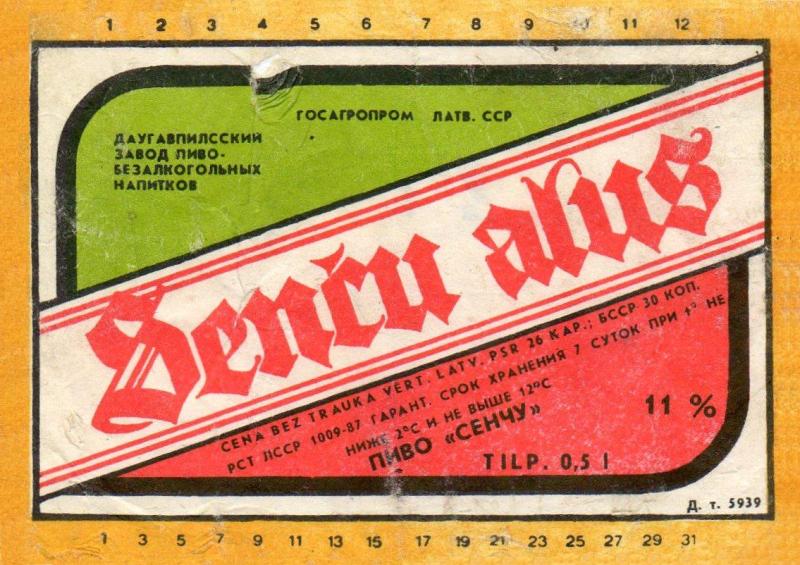 1 2 3 4 5 6 7 8 9 10 11 12
ГОСАГРОПРОМ ЛАТВ. ССР
ДАУГАВПИЛССКИЙ
ЗАВОД ПИВО-
БЕЗАЛКОГОЛЬНЫХ
НАПИТКОВ
Senču alus
CENA BEZ TRAUKA VĒRT. LATV. PSR 26 KAP.; БССР 30 КОП.
РСТ ЛССР 1009-87 ГАРАНТ. СРОК ХРАНЕНИЯ 7 СУТОК ПРИ t° НЕ
НИЖЕ 2°С И НЕ ВЫШЕ 12°С
ПИВО «СЕНЧУ»
11 %
TILP. 0,5 l
Д. т. 5939
1 3 5 7 9 11 13 15 17 19 21 23 25 27 29 31